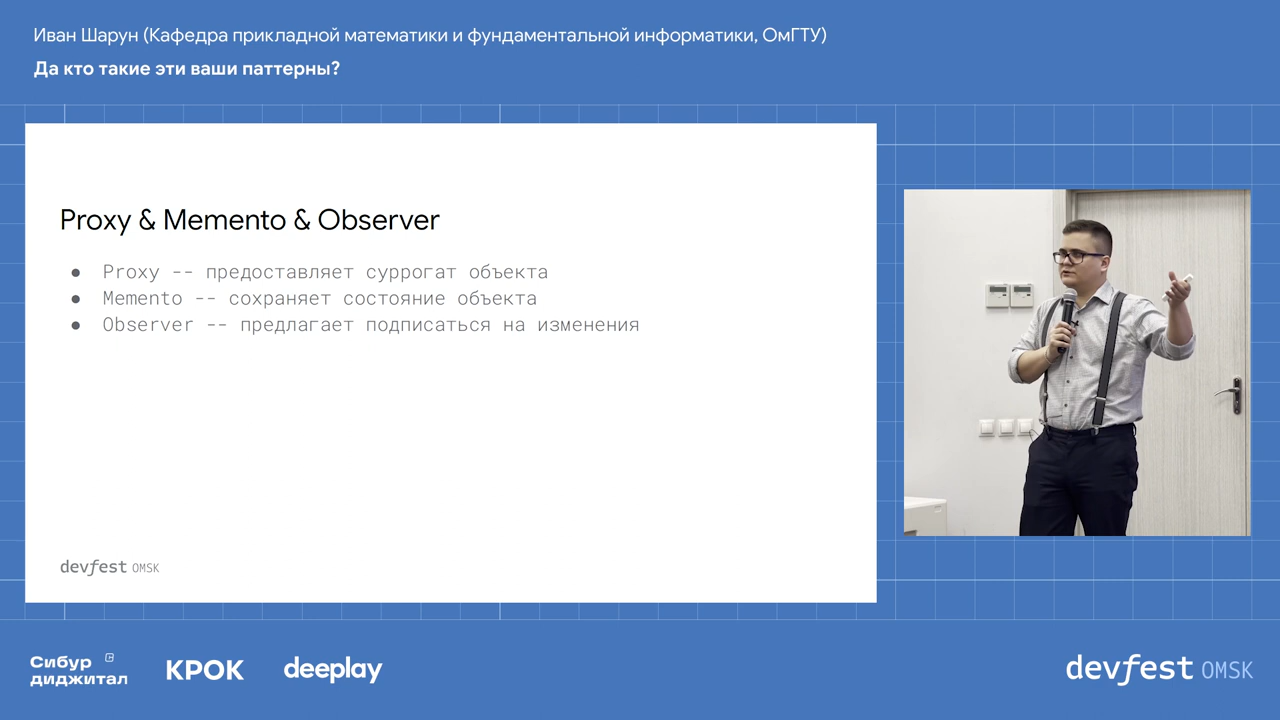 Иван Шарун (Кафедра прикладной математики и фундаментальной информатики, ОмГТУ)
Да кто такие эти ваши паттерны?
Proxy & Memento & Observer
● Proxy -- предоставляет суррогат объекта
● Memento -- сохраняет состояние объекта
● Observer -- предлагает подписаться на изменения
devfest OMSK
Сибур
диджитал
КРОК
deeplay
devfest OMSK